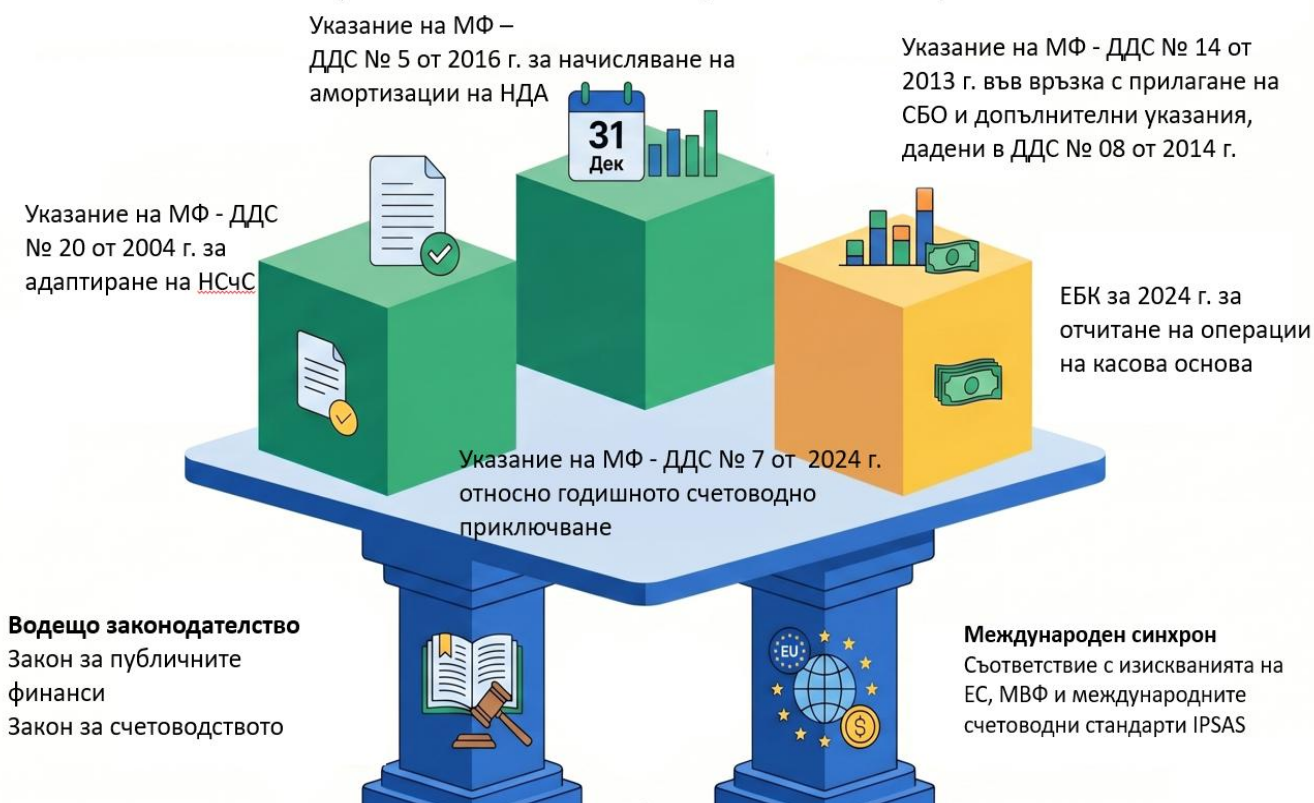 Указание на МФ –
ДДС № 5 от 2016 г. за начисляване на
амортизации на НДА
31
Дек
Указание на МФ - ДДС № 14 от
2013 г. във връзка с прилагане на
СБО и допълнителни указания,
дадени в ДДС № 08 от 2014 г.
Указание на МФ - ДДС
№ 20 от 2004 г. за
адаптиране на НСчС
ЕБК за 2024 г. за
отчитане на операции
на касова основа
Указание на МФ - ДДС № 7 от 2024 г.
относно годишното счетоводно
приключване
Водещо законодателство
Закон за публичните
финанси
Закон за счетоводството
EU
$
Международен синхрон
Съответствие с изискванията на
ЕС, МВФ и международните
счетоводни стандарти IPSAS